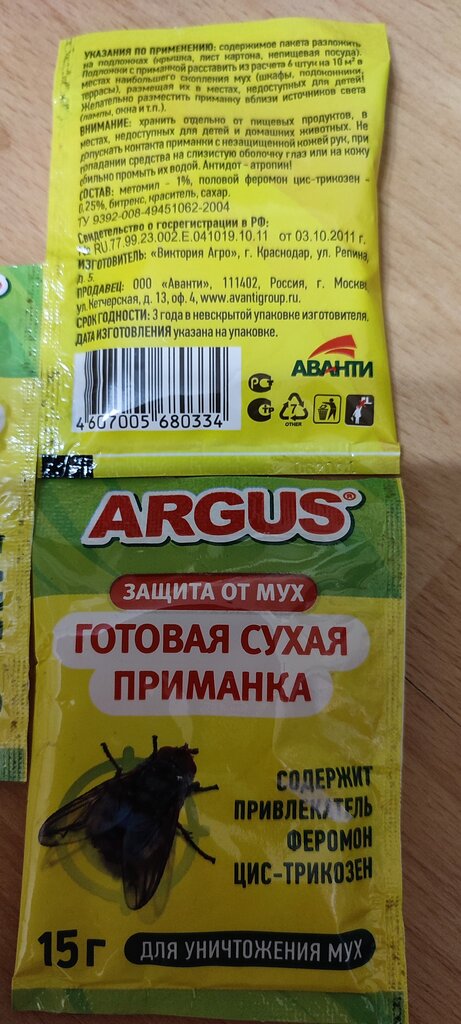 УКАЗАНИЯ ПО ПРИМЕНЕНИЮ: содержимое пакета разложить
на подложках (крышка, лист картона, непищевая посуда).
Подложки с приманкой расставить из расчета 6 штук на 10 м² в
местах наибольшего скопления мух (шкафы, подоконники,
террасы), размещая их в местах, недоступных для детей!
Желательно разместить приманку вблизи источников света
(лампы, окна и т.п.).
ВНИМАНИЕ: хранить отдельно от пищевых продуктов, в
местах, недоступных для детей и домашних животных. Не
допускать контакта приманки с незащищенной кожей рук, при
попадании средства на слизистую оболочку глаз или на кожу
обильно промыть их водой. Антидот - атропин!
СОСТАВ: метомил - 1%, половой феромон цис-трикозен -
0,25%, битрекс, краситель, сахар.
ТУ 9392-008-49451062-2004
Свидетельство о госрегистрации в РФ:
№ RU.77.99.23.002.Е.041019.10.11 от 03.10.2011 г.
ИЗГОТОВИТЕЛЬ: «Виктория Агро», г. Краснодар, ул. Репина,
д. 5.
ПРОДАВЕЦ: ООО «Аванти», 111402, Россия, г. Москва,
ул. Кетчерская, д. 13, оф. 4, www.avantigroup.ru.
СРОК ГОДНОСТИ: 3 года в невскрытой упаковке изготовителя.
ДАТА ИЗГОТОВЛЕНИЯ указана на упаковке.
4 607005 680334
АВАНТИ
7
OTHER
ARGUS®
ЗАЩИТА ОТ МУХ
ГОТОВАЯ СУХАЯ
ПРИМАНКА
СОДЕРЖИТ
ПРИВЛЕКАТЕЛЬ
ФЕРОМОН
ЦИС-ТРИКОЗЕН
15 г
ДЛЯ УНИЧТОЖЕНИЯ МУХ